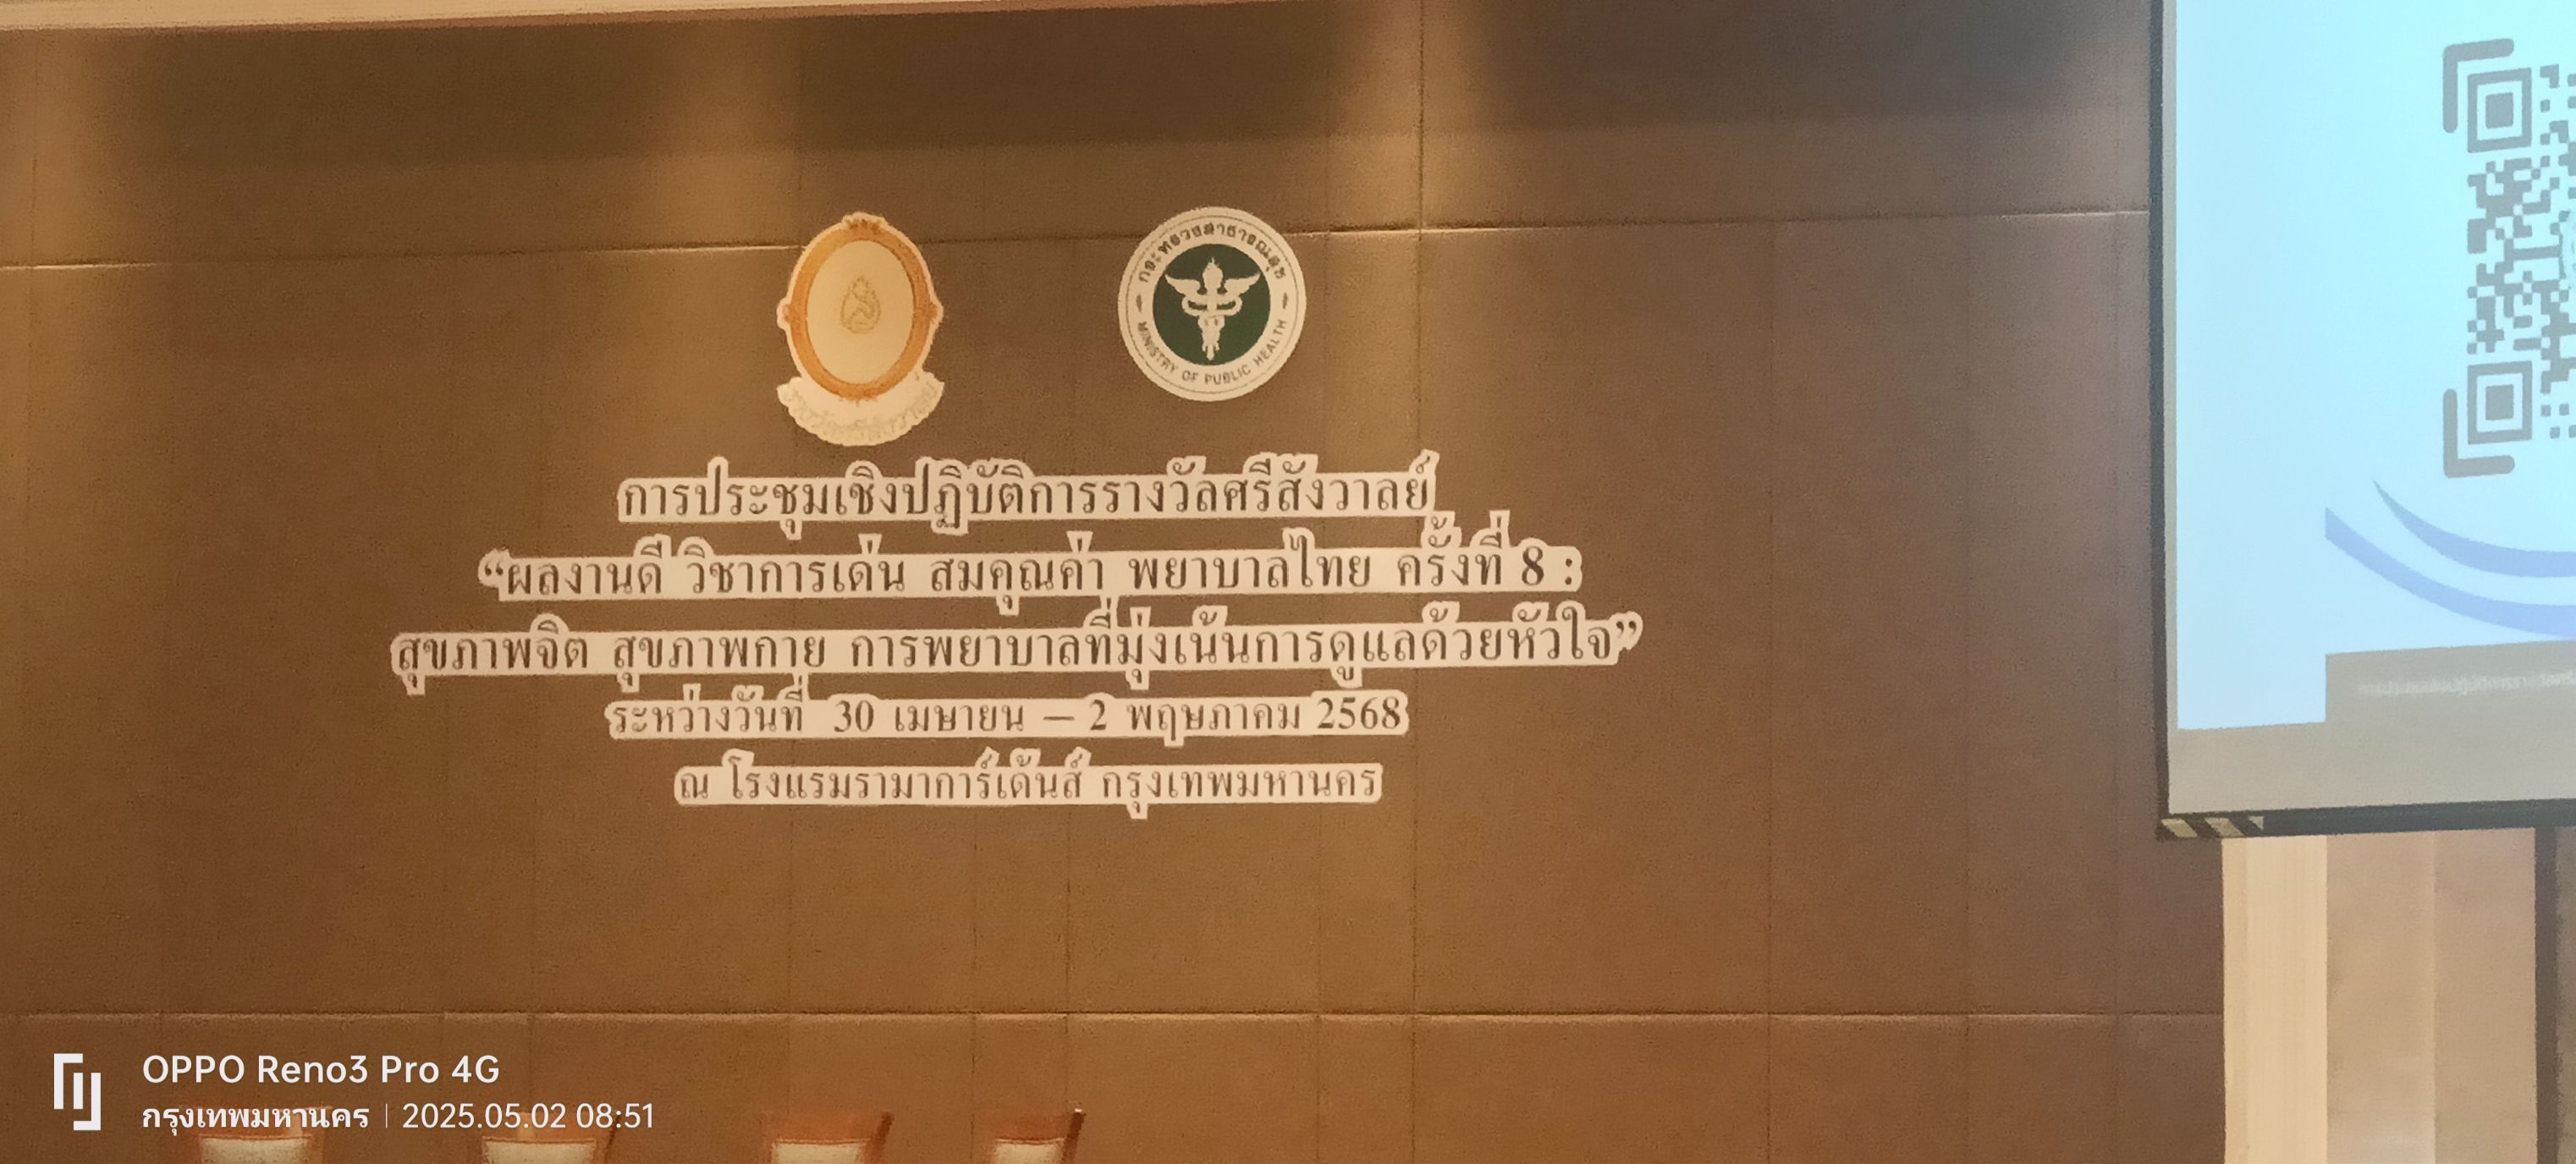 กระทรวงสาธารณสุข
MINISTRY OF PUBLIC HEALTH
การประชุมเชิงปฏิบัติการรางวัลศรีสังวาลย์
“ผลงานดี วิชาการเด่น สมคุณค่า พยาบาลไทย ครั้งที่ 8 :
สุขภาพจิต สุขภาพกาย การพยาบาลที่มุ่งเน้นการดูแลด้วยหัวใจ”
ระหว่างวันที่ 30 เมษายน – 2 พฤษภาคม 2568
ณ โรงแรมรามาการ์เด้นส์ กรุงเทพมหานคร
OPPO Reno3 Pro 4G
กรุงเทพมหานคร | 2025.05.02 08:51